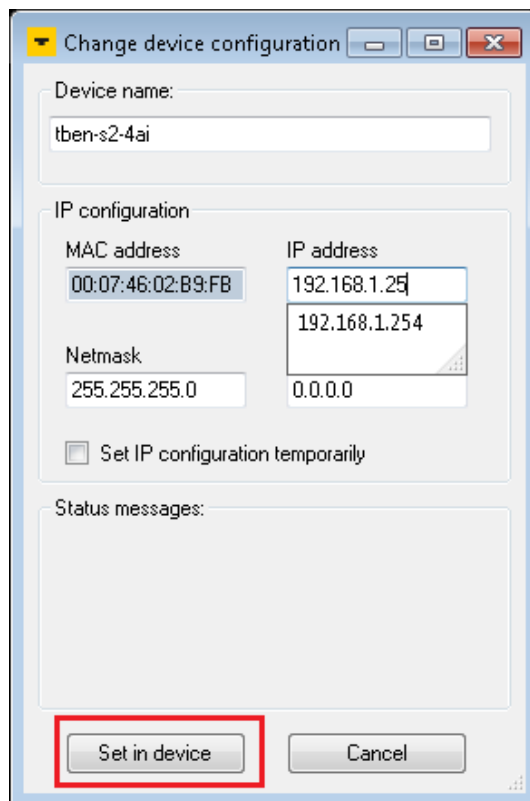 Change device configuration
Device name:
tben-s2-4ai
IP configuration
MAC address
IP address
00:07:46:02:B9:FB
192.168.1.25
192.168.1.254
Netmask
255.255.255.0
0.0.0.0
Set IP configuration temporarily
Status messages:
Set in device
Cancel